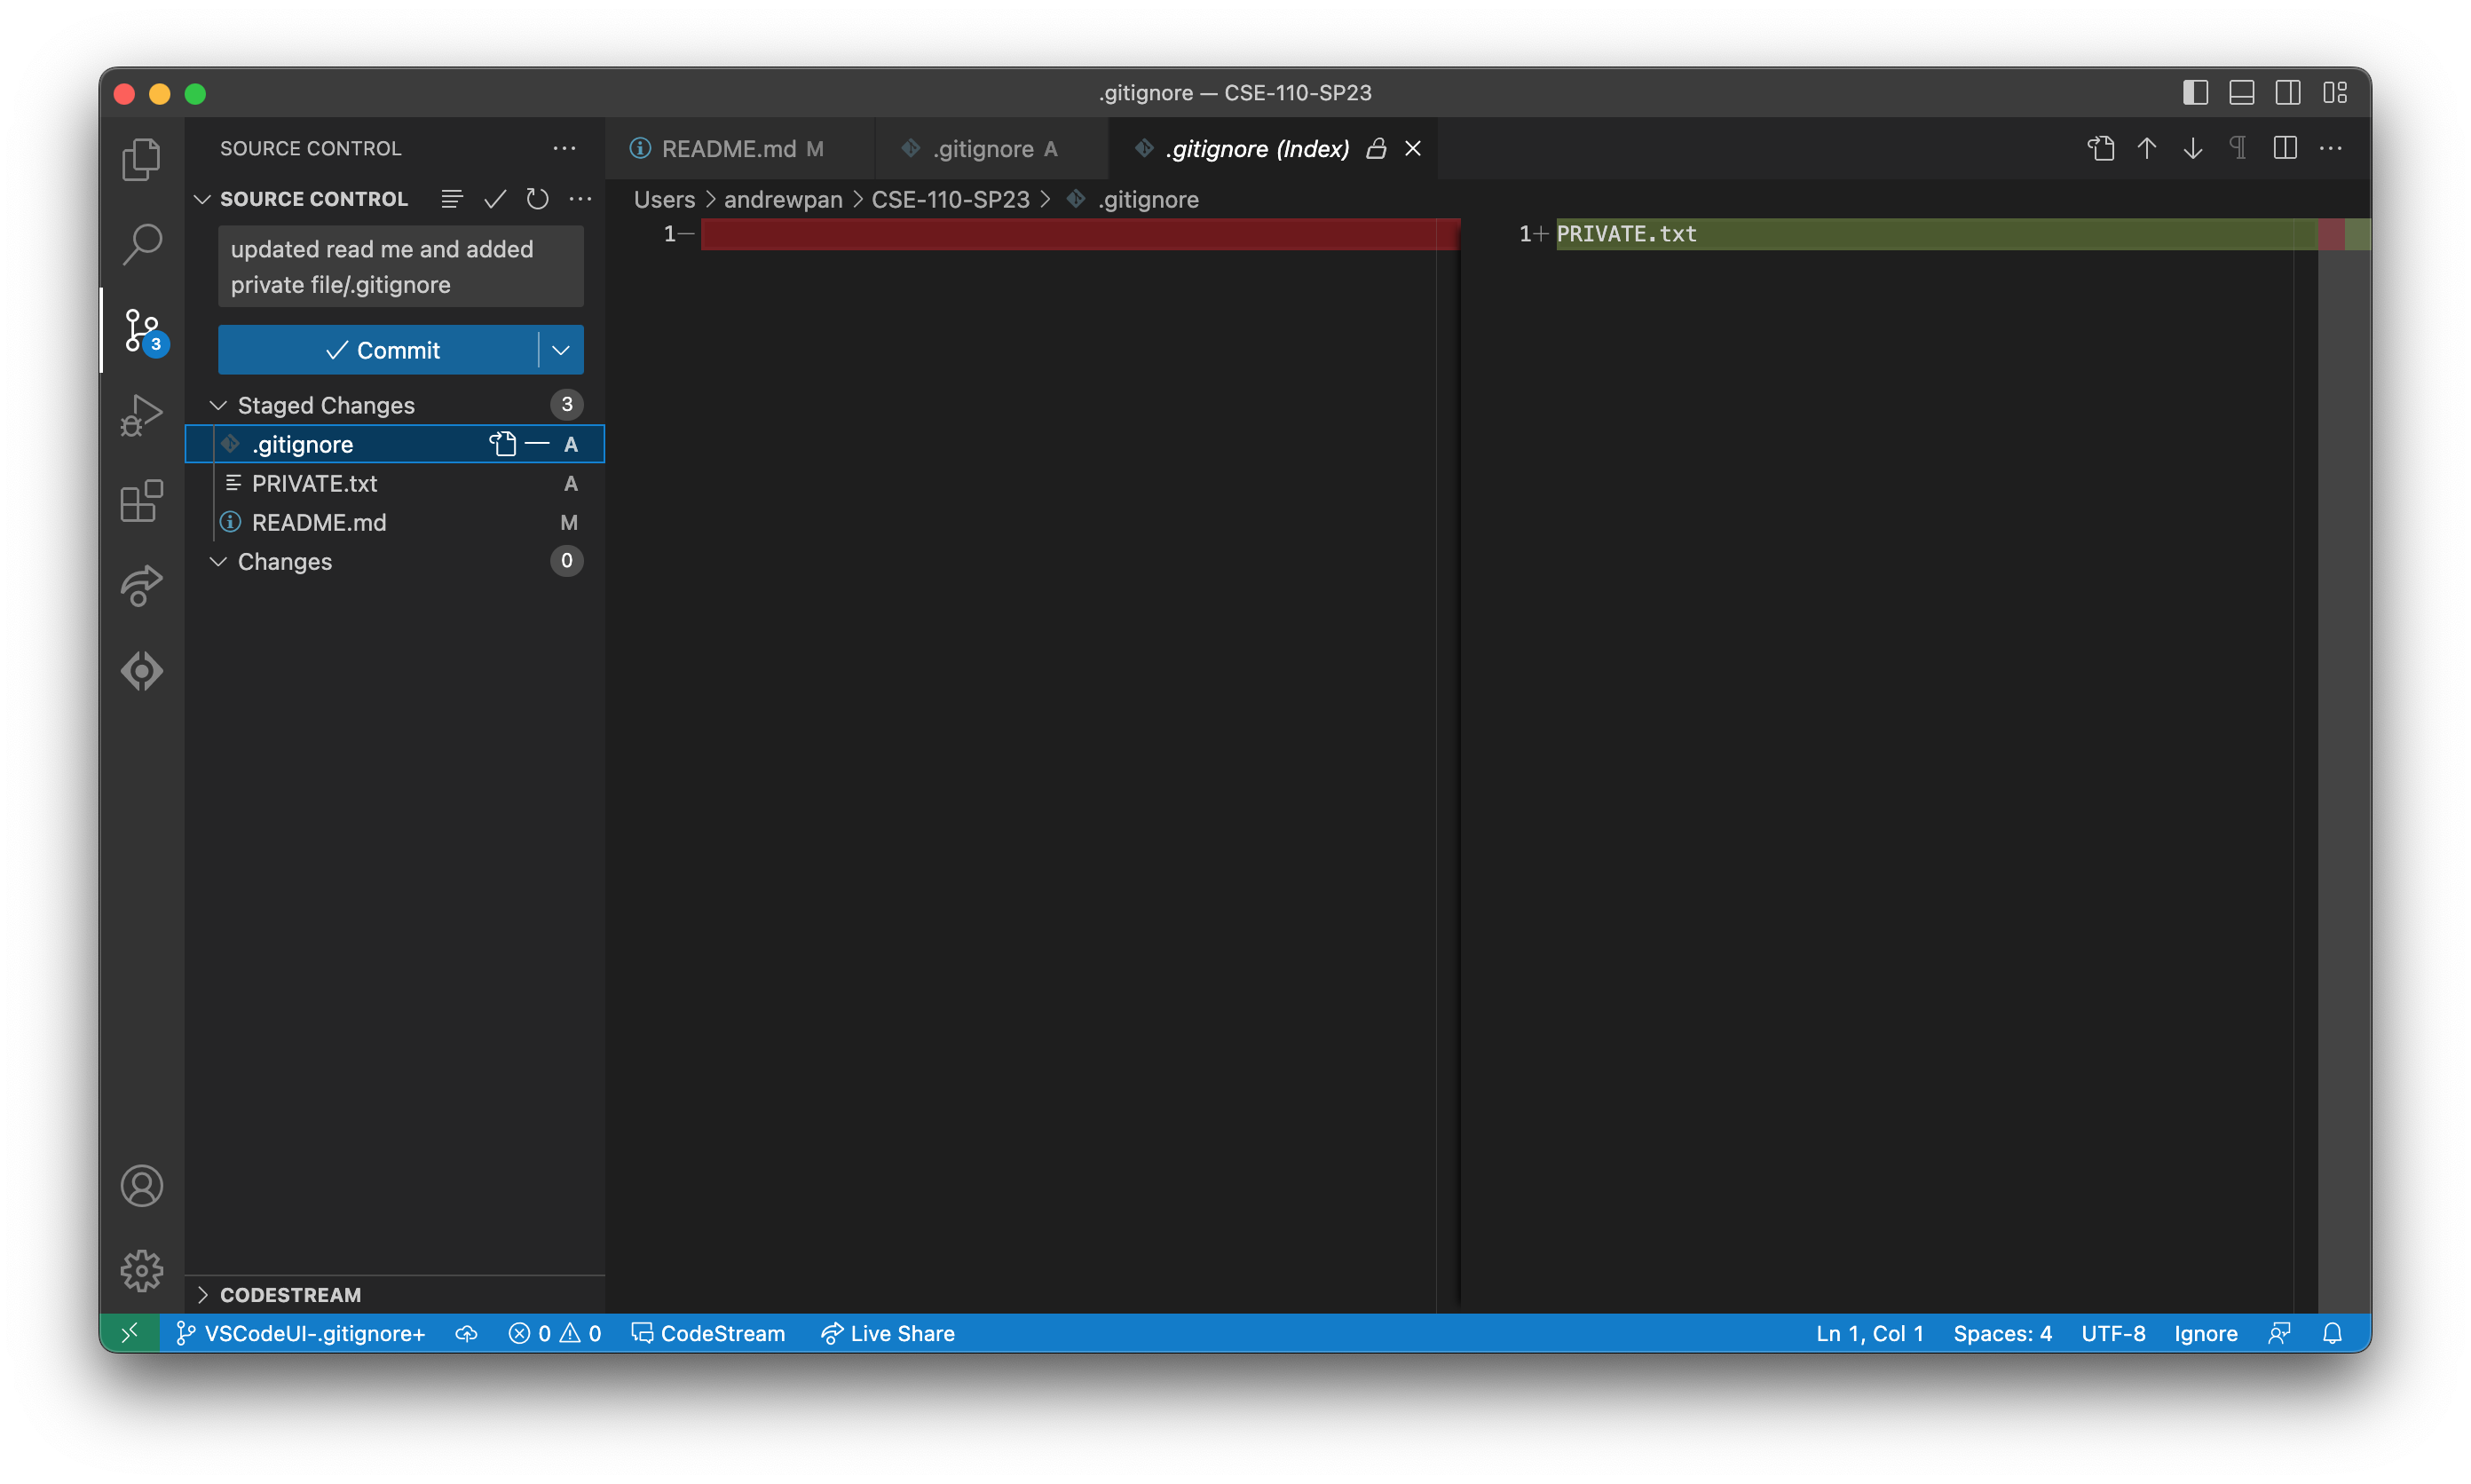 .gitignore — CSE-110-SP23
SOURCE CONTROL
README.md M
.gitignore A
.gitignore (Index)
SOURCE CONTROL
Users > andrewpan > CSE-110-SP23 > .gitignore
updated read me and added
private file/.gitignore
1−
1+ PRIVATE.txt
3
Commit
Staged Changes 3
.gitignore A
PRIVATE.txt A
README.md M
Changes 0
CODESTREAM
VSCodeUI-.gitignore+ 0 0 CodeStream Live Share Ln 1, Col 1 Spaces: 4 UTF-8 Ignore